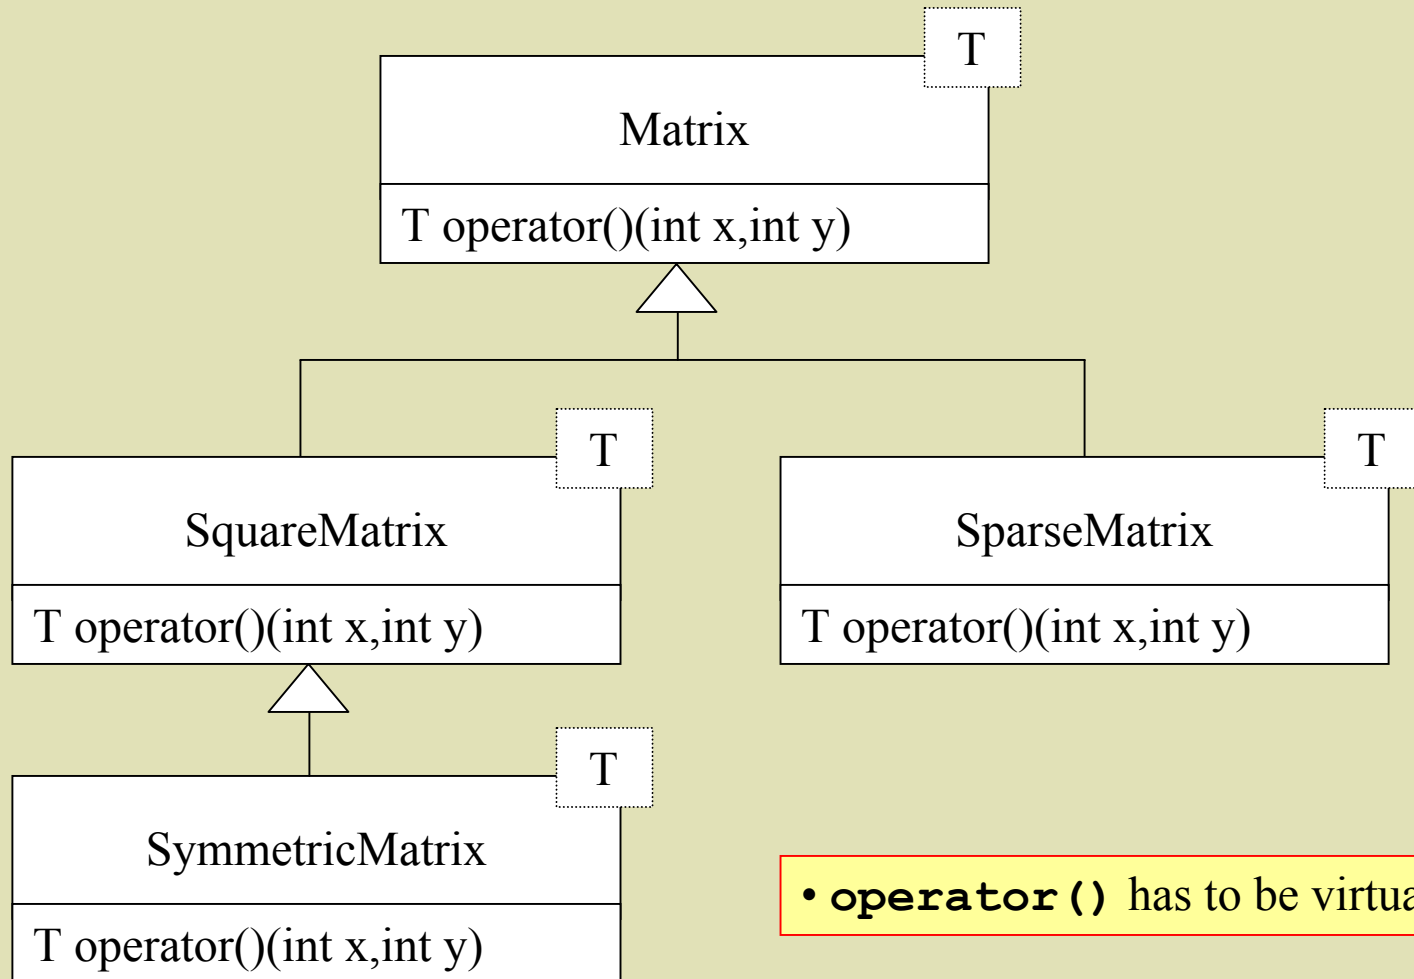 T
Matrix
T operator()(int x,int y)
T
SquareMatrix
T operator()(int x,int y)
T
SparseMatrix
T operator()(int x,int y)
T
SymmetricMatrix
T operator()(int x,int y)
• operator() has to be